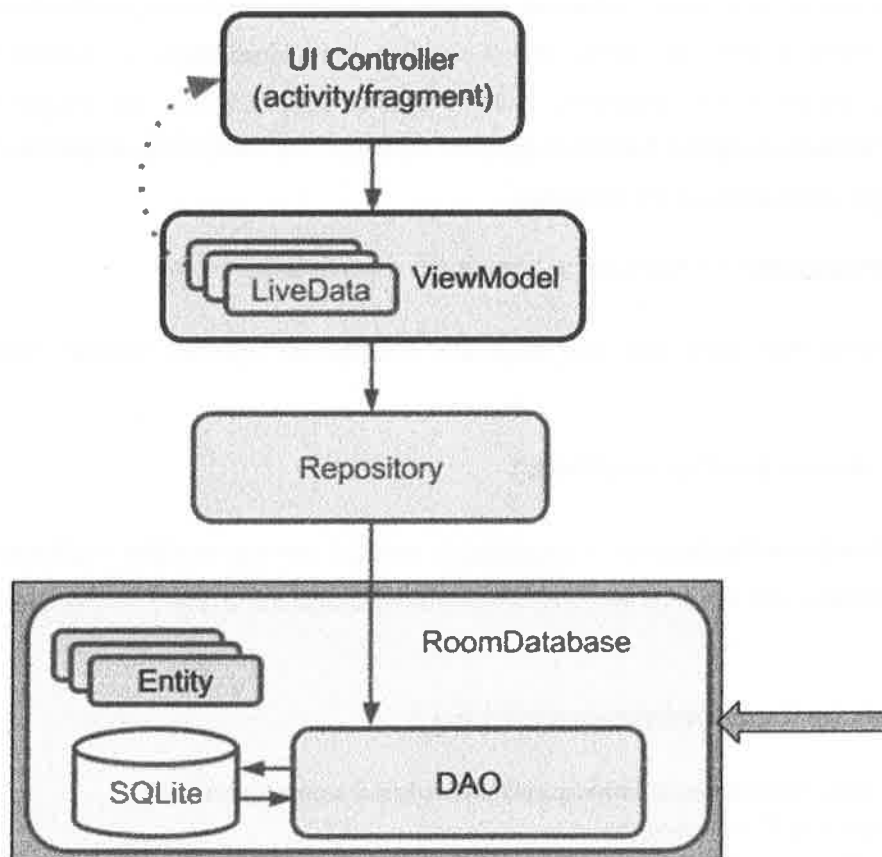 UI Controller
(activity/fragment)
LiveData
ViewModel
Repository
RoomDatabase
Entity
SQLite
DAO